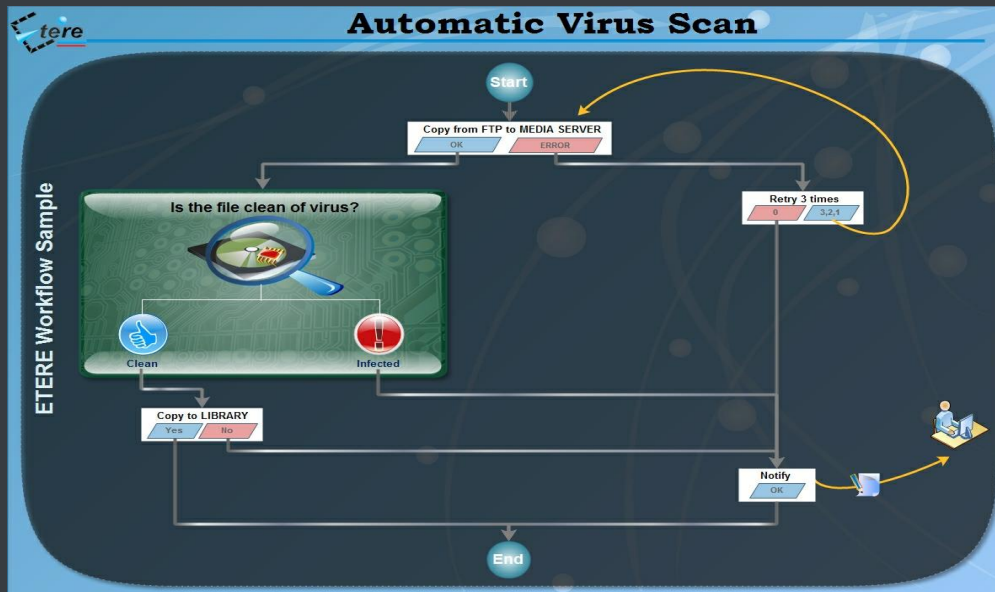 Etere
Automatic Virus Scan
ETERE Workflow Sample
Start
Copy from FTP to MEDIA SERVER
OK
ERROR
Is the file clean of virus?
Retry 3 times
0
3,2,1
Clean
Infected
Copy to LIBRARY
Yes
No
Notify
OK
End